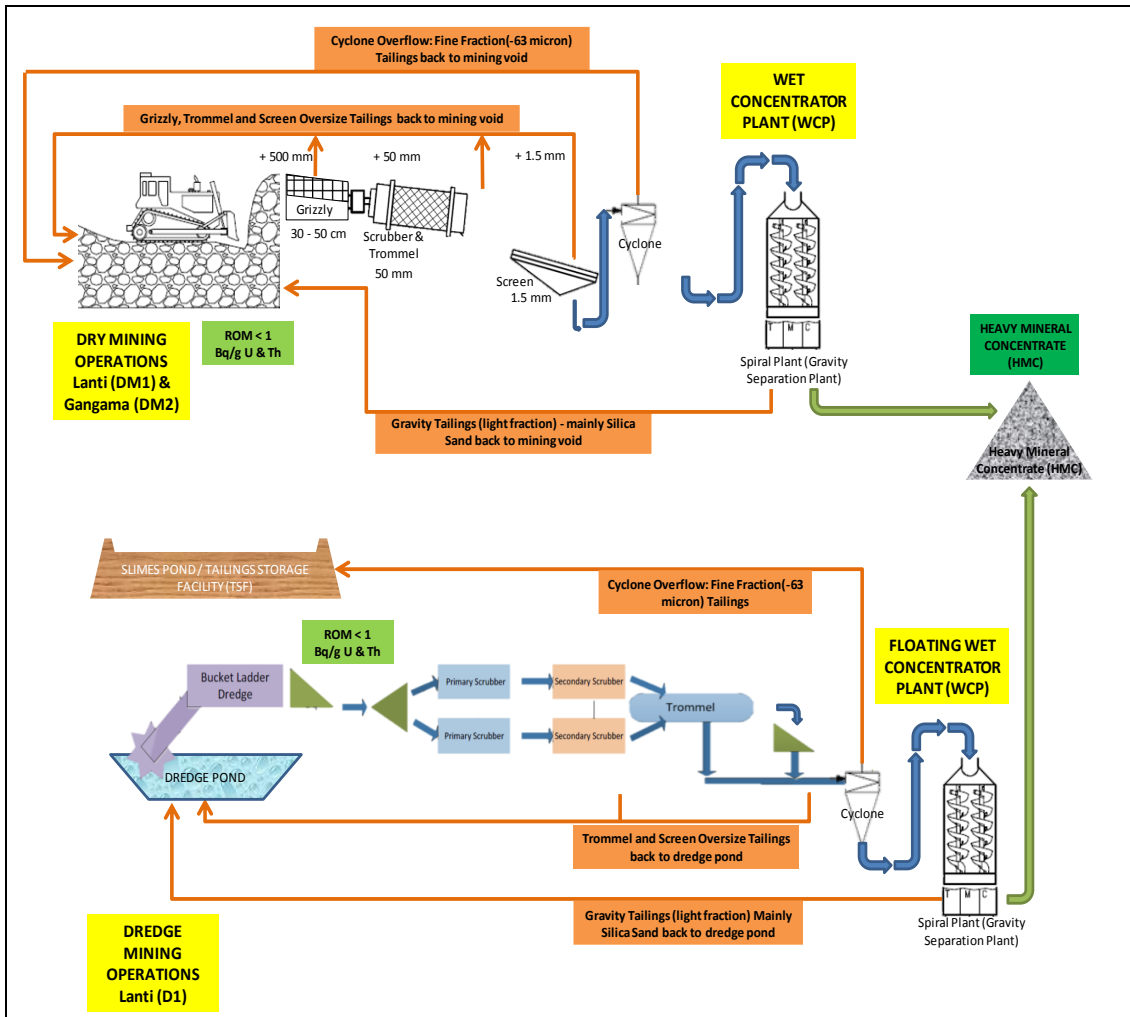 Cyclone Overflow: Fine Fraction(-63 micron)
Tailings back to mining void
WET
CONCENTRATOR
PLANT (WCP)
Grizzly, Trommel and Screen Oversize Tailings back to mining void
+ 500 mm
+ 50 mm
+ 1.5 mm
Grizzly
30 - 50 cm
Scrubber &
Trommel
50 mm
Cyclone
Screen
1.5 mm
DRY MINING
OPERATIONS
Lanti (DM1) &
Gangama (DM2)
ROM < 1
Bq/g U & Th
T M C
Spiral Plant (Gravity
Separation Plant)
HEAVY MINERAL
CONCENTRATE
(HMC)
Gravity Tailings (light fraction) - mainly Silica
Sand back to mining void
Heavy Mineral
Concentrate (HMC)
SLIMES POND / TAILINGS STORAGE
FACILITY (TSF)
Cyclone Overflow: Fine Fraction(-63
micron) Tailings
ROM < 1
Bq/g U & Th
FLOATING WET
CONCENTRATOR
PLANT (WCP)
Bucket Ladder
Dredge
Primary Scrubber
Secondary Scrubber
Trommel
Primary Scrubber
Secondary Scrubber
DREDGE POND
Cyclone
Trommel and Screen Oversize Tailings
back to dredge pond
T M C
Gravity Tailings (light fraction) Mainly
Silica Sand back to dredge pond
Spiral Plant (Gravity
Separation Plant)
DREDGE
MINING
OPERATIONS
Lanti (D1)